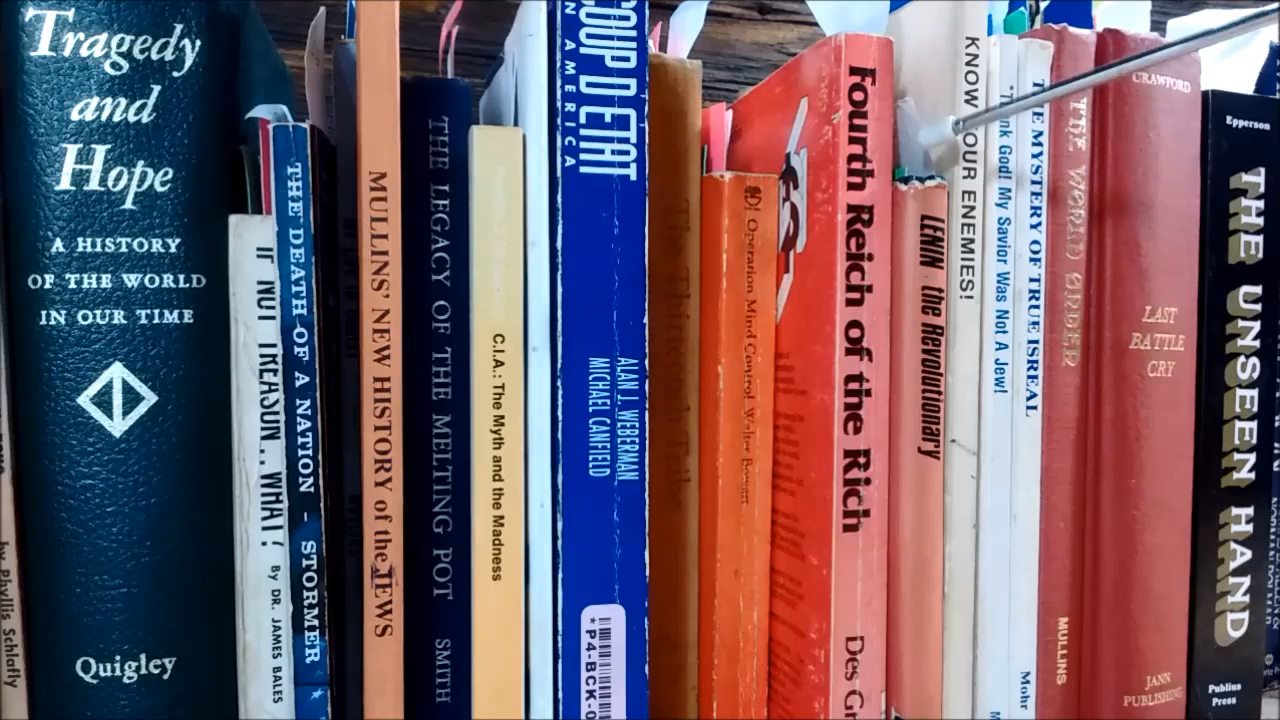 by Phyllis Schlafly
Tragedy
and
Hope
A HISTORY
OF THE WORLD
IN OUR TIME
Quigley
IF NOT TREASON.. WHAT? By DR. JAMES BALES
THE DEATH OF A NATION - STORMER
MULLINS' NEW HISTORY of the JEWS
THE LEGACY OF THE MELTING POT SMITH
C.I.A.: The Myth and the Madness
COUP D'ETAT
IN AMERICA
ALAN J. WEBERMAN
MICHAEL CANFIELD
*P4-BCK-0
Operation Mind Control Walter Bowart
Fourth Reich of the Rich Des Gr
LENIN the Revolutionary
KNOW YOUR ENEMIES!
God! My Savior Was Not A Jew!
THE MYSTERY OF TRUE ISREAL Mohr
THE WORLD ORDER MULLINS
CRAWFORD
LAST
BATTLE
CRY
JANN
PUBLISHING
Epperson
THE UNSEEN HAND
Publius
Press